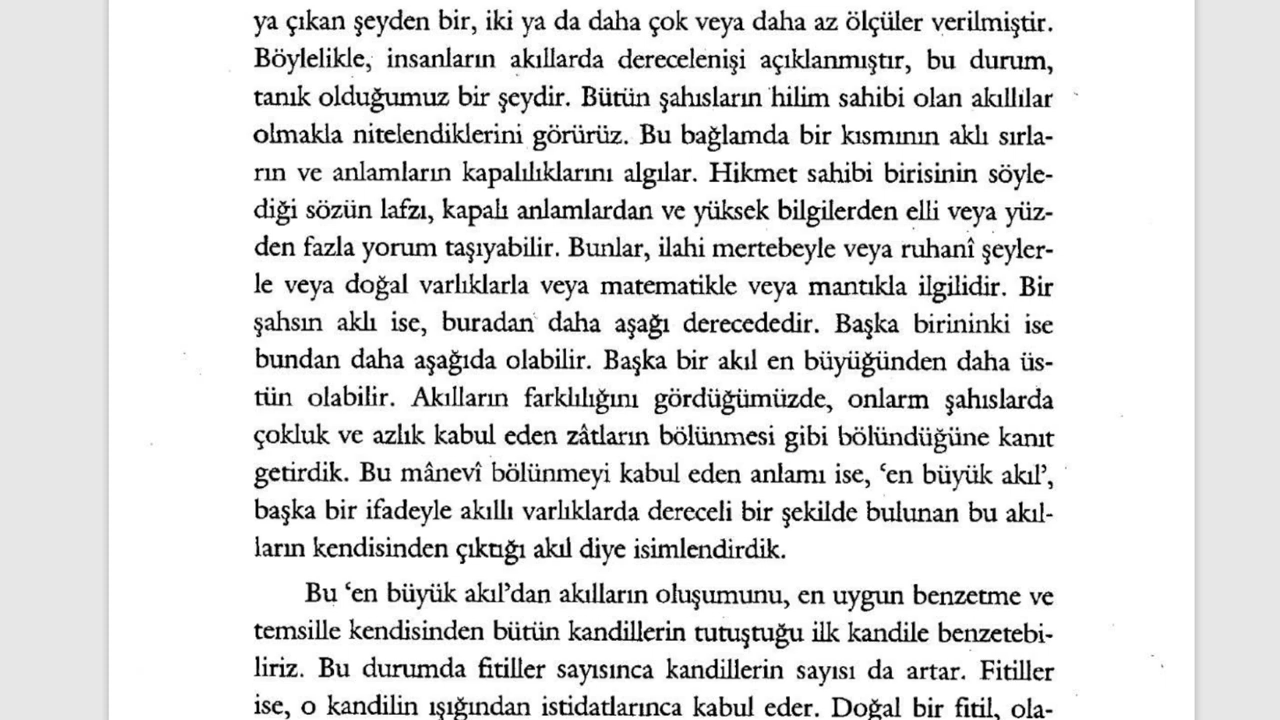 ya çıkan şeyden bir, iki ya da daha çok veya daha az ölçüler verilmiştir.
Böylelikle, insanların akıllarda derecelenişi açıklanmıştır, bu durum,
tanık olduğumuz bir şeydir. Bütün şahısların hilim sahibi olan akıllılar
olmakla nitelendiklerini görürüz. Bu bağlamda bir kısmının aklı sırla-
rın ve anlamların kapalılıklarını algılar. Hikmet sahibi birisinin söyle-
diği sözün lafzı, kapalı anlamlardan ve yüksek bilgilerden elli veya yüz-
den fazla yorum taşıyabilir. Bunlar, ilahi mertebeyle veya ruhanî şeyler-
le veya doğal varlıklarla veya matematikle veya mantıkla ilgilidir. Bir
şahsın aklı ise, buradan daha aşağı derecededir. Başka birininki ise
bundan daha aşağıda olabilir. Başka bir akıl en büyüğünden daha üs-
tün olabilir. Akılların farklılığını gördüğümüzde, onlarm şahıslarda
çokluk ve azlık kabul eden zâtların bölünmesi gibi bölündüğüne kanıt
getirdik. Bu mânevî bölünmeyi kabul eden anlamı ise, ‘en büyük akıl’,
başka bir ifadeyle akıllı varlıklarda dereceli bir şekilde bulunan bu akıl-
ların kendisinden çıktığı akıl diye isimlendirdik.
Bu ‘en büyük akıl’dan akılların oluşumunu, en uygun benzetme ve
temsille kendisinden bütün kandillerin tutuştuğu ilk kandile benzetebi-
liriz. Bu durumda fitiller sayısınca kandillerin sayısı da artar. Fitiller
ise, o kandilin ışığından istidatlarınca kabul eder. Doğal bir fitil, ola-